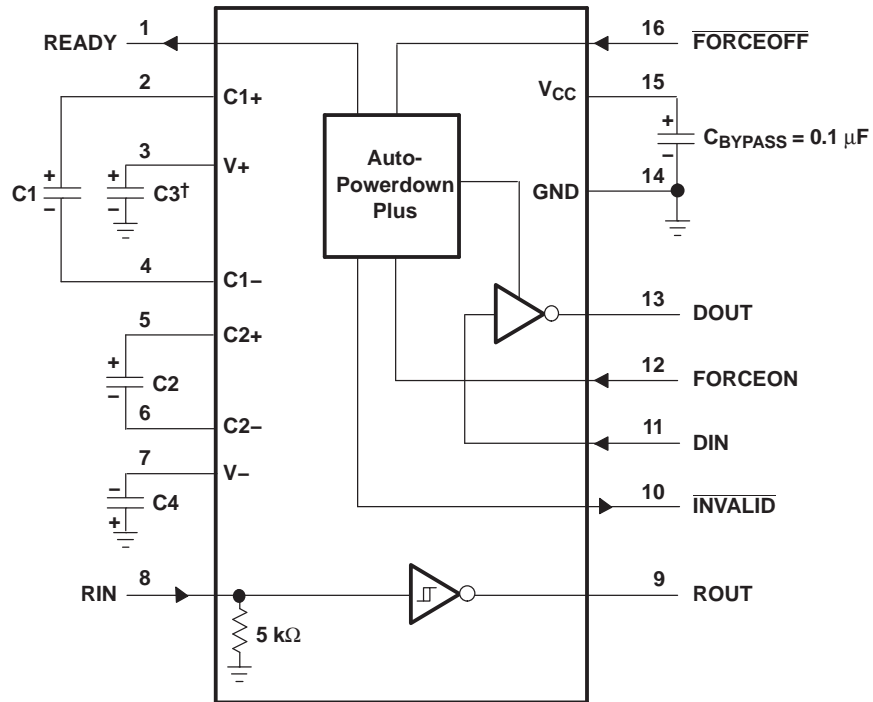 1
READY
16
F̅O̅R̅C̅E̅O̅F̅F̅
2
C1+
VCC
15
+
CBYPASS = 0.1 μF
−
3
V+
Auto-
Powerdown
Plus
14
GND
+
C1
−
+
C3†
−
4
C1−
5
C2+
13
DOUT
+
C2
−
12
FORCEON
6
C2−
11
DIN
7
V−
−
C4
+
10
I̅N̅V̅A̅L̅I̅D̅
RIN
8
9
ROUT
5 kΩ